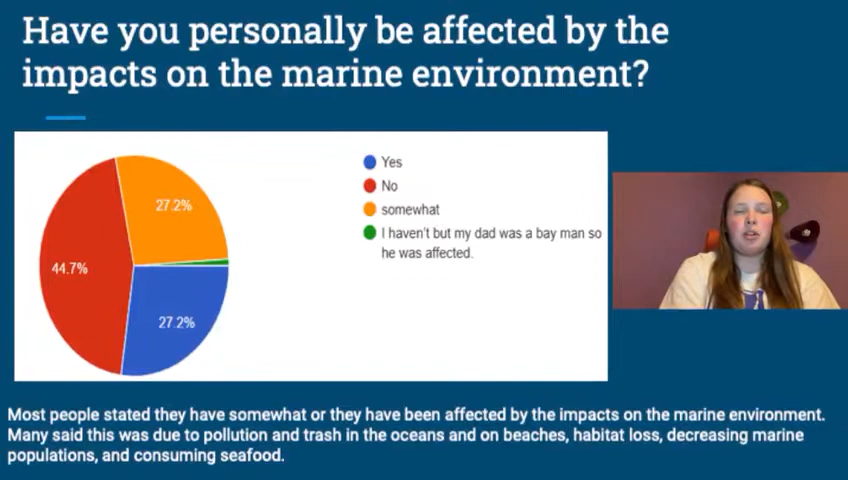 Have you personally be affected by the
impacts on the marine environment?
Yes
No
somewhat
I haven't but my dad was a bay man so
he was affected.
27.2%
44.7%
27.2%
Most people stated they have somewhat or they have been affected by the impacts on the marine environment.
Many said this was due to pollution and trash in the oceans and on beaches, habitat loss, decreasing marine
populations, and consuming seafood.